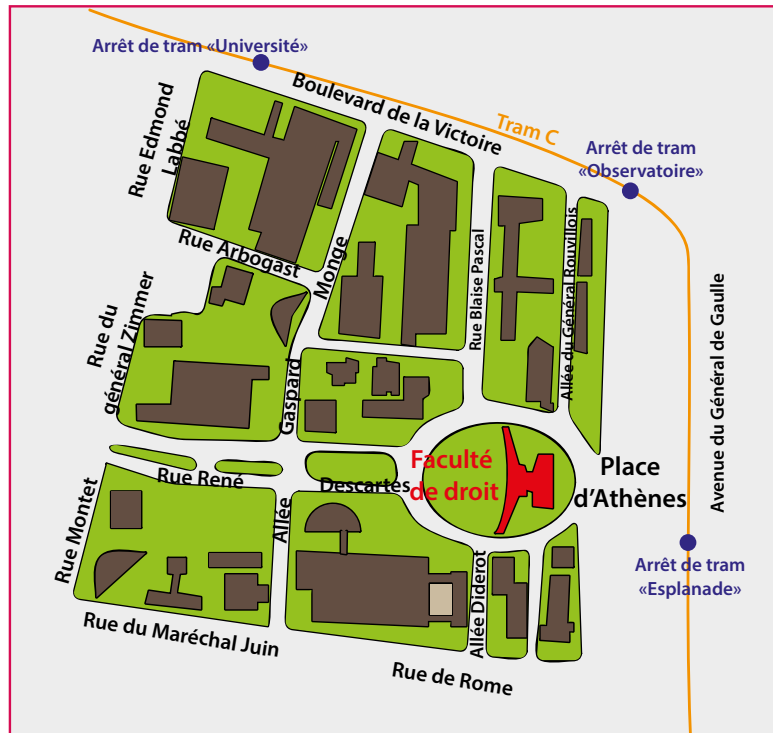 Arrêt de tram «Université»
Boulevard de la Victoire
Tram C
Arrêt de tram
«Observatoire»
Rue Edmond
Labbé
Rue Arbogast
Monge
Rue Blaise Pascal
Allée du Général Rouvillois
Avenue du Général de Gaulle
Rue du
général Zimmer
Gaspard
Faculté
de droit
Place
d'Athènes
Rue René
Descartes
Allée
Rue Montet
Arrêt de tram
«Esplanade»
Allée Diderot
Rue du Maréchal Juin
Rue de Rome